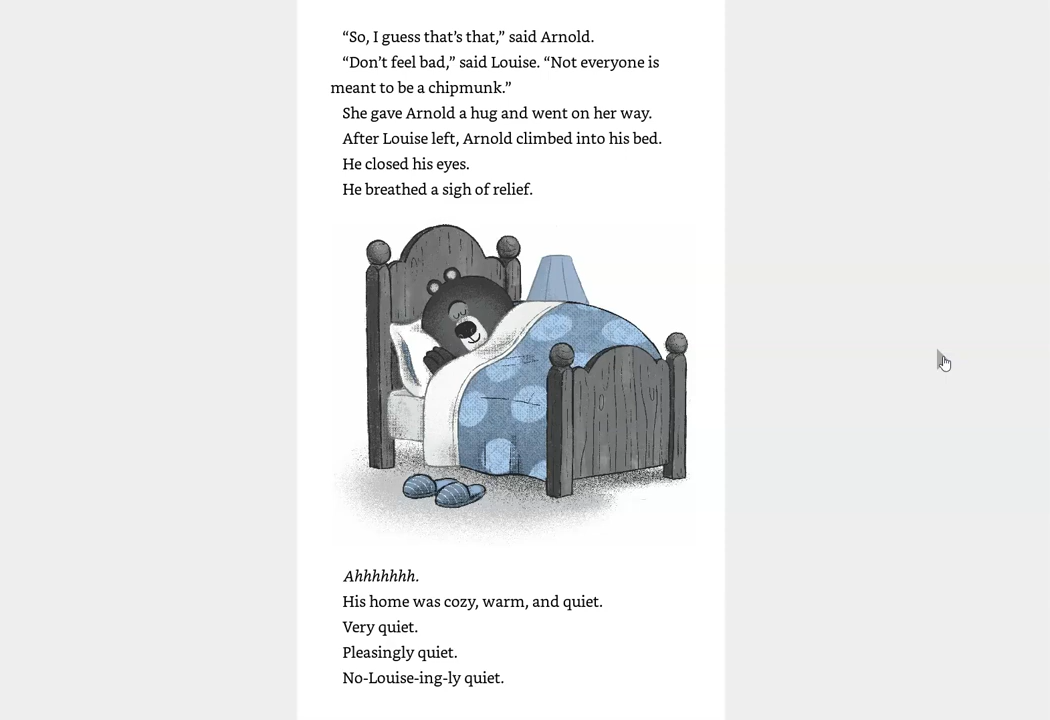 “So, I guess that’s that,” said Arnold.
“Don’t feel bad,” said Louise. “Not everyone is
meant to be a chipmunk.”
She gave Arnold a hug and went on her way.
After Louise left, Arnold climbed into his bed.
He closed his eyes.
He breathed a sigh of relief.
Ahhhhhhh.
His home was cozy, warm, and quiet.
Very quiet.
Pleasingly quiet.
No-Louise-ing-ly quiet.